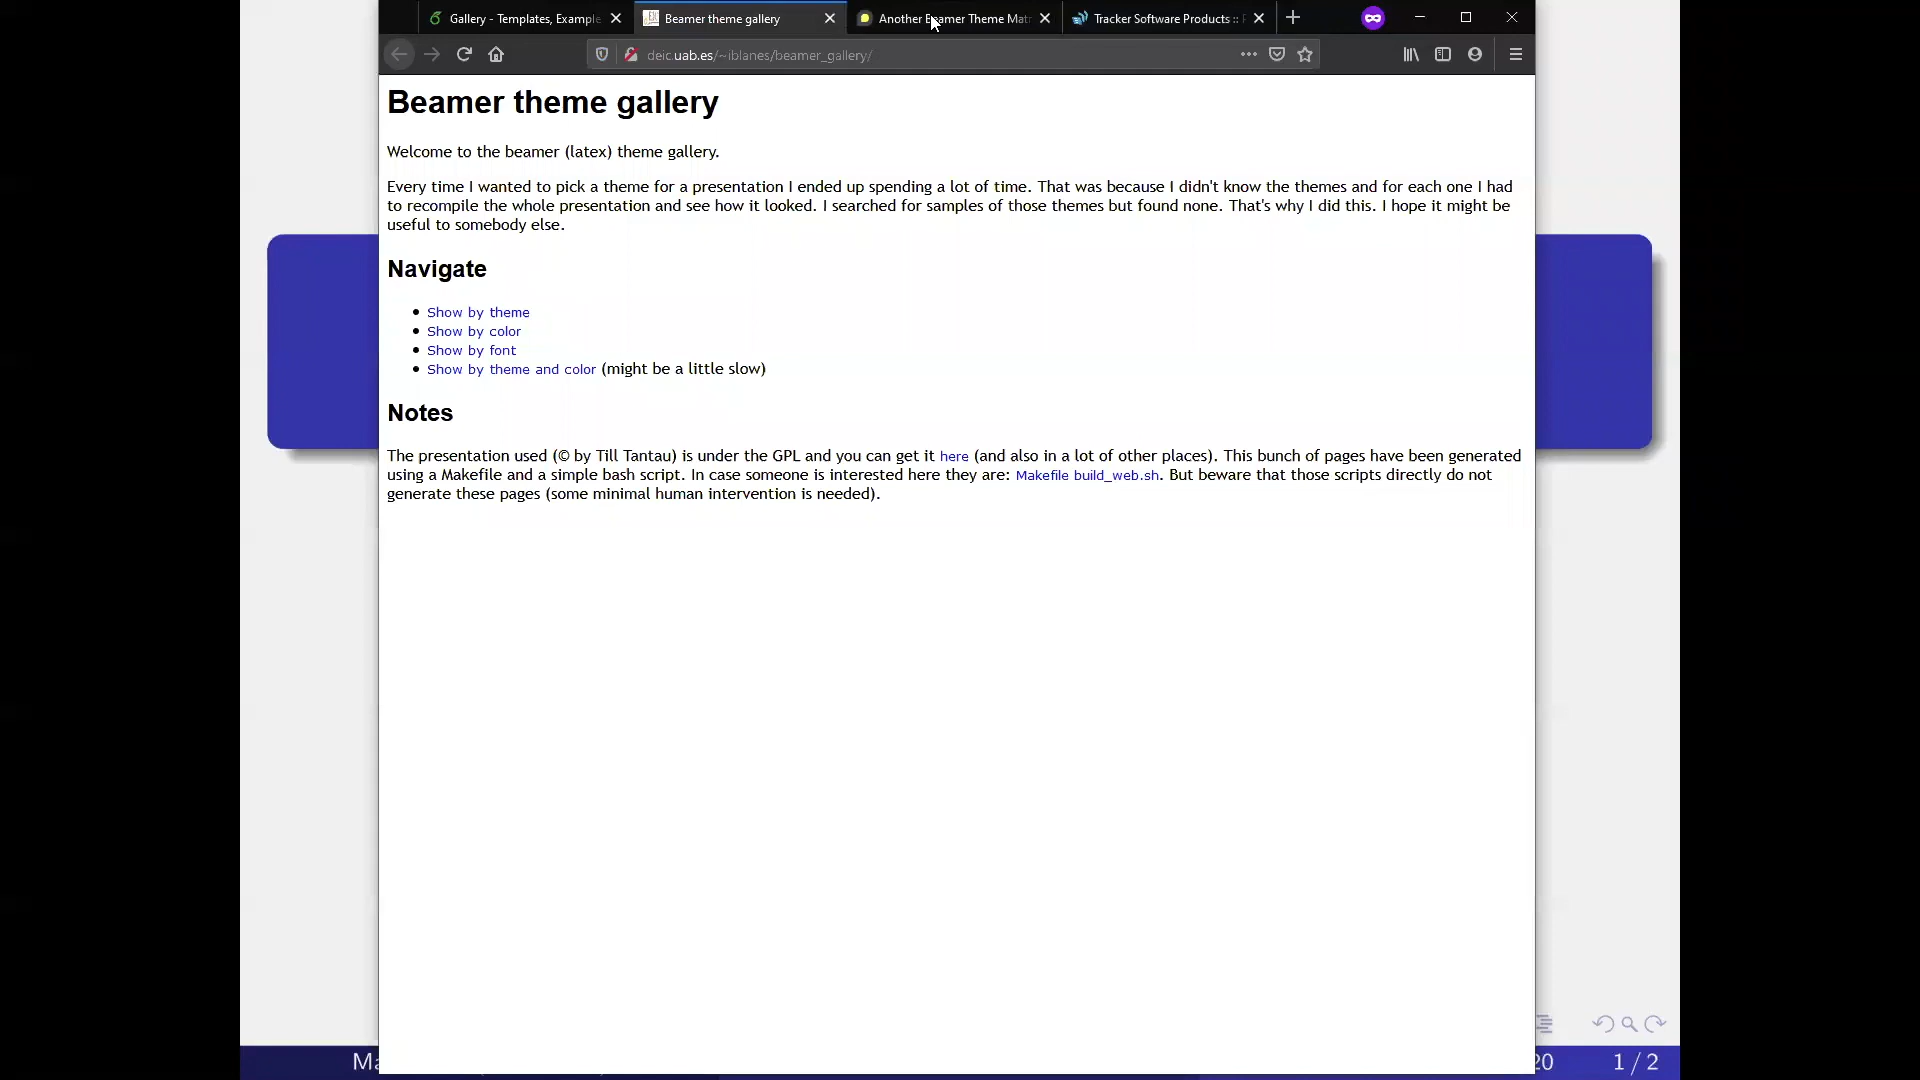 Gallery - Templates, Example
Beamer theme gallery
Another Beamer Theme Matr
Tracker Software Products ::
deic.uab.es/~iblanes/beamer_gallery/
Beamer theme gallery
Welcome to the beamer (latex) theme gallery.
Every time I wanted to pick a theme for a presentation I ended up spending a lot of time. That was because I didn't know the themes and for each one I had
to recompile the whole presentation and see how it looked. I searched for samples of those themes but found none. That's why I did this. I hope it might be
useful to somebody else.
Navigate
Show by theme
Show by color
Show by font
Show by theme and color (might be a little slow)
Notes
The presentation used (© by Till Tantau) is under the GPL and you can get it here (and also in a lot of other places). This bunch of pages have been generated
using a Makefile and a simple bash script. In case someone is interested here they are: Makefile build_web.sh. But beware that those scripts directly do not
generate these pages (some minimal human intervention is needed).
Ma
20 1 / 2